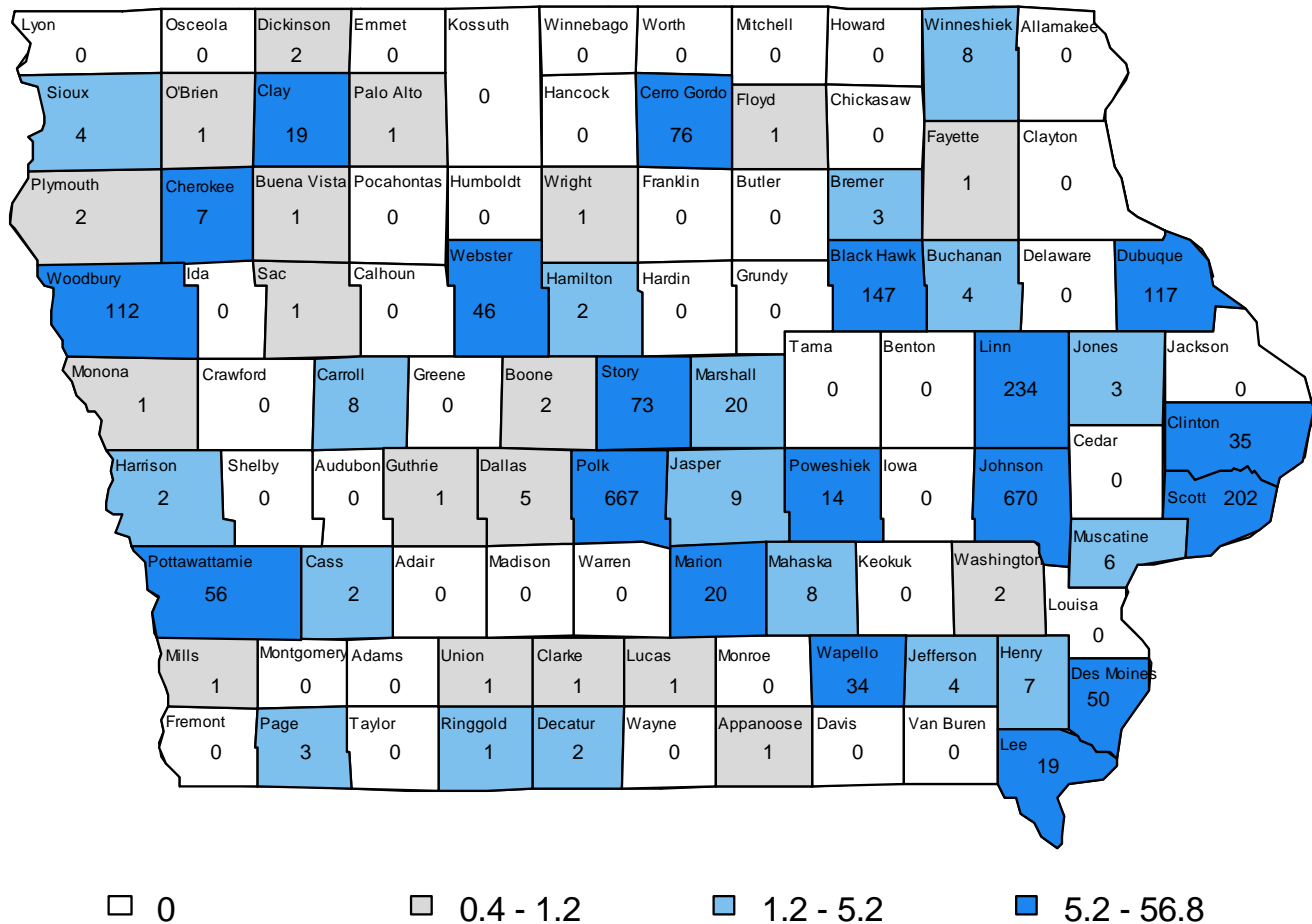 Lyon Osceola Dickinson Emmet Kossuth Winnebago Worth Mitchell Howard Winneshiek Allamakee
0 0 2 0 0 0 0 0 8 0
Sioux O'Brien Clay Palo Alto 0 Hancock Cerro Gordo Floyd Chickasaw
4 1 19 1 0 76 1 0
Fayette Clayton
1 0
Plymouth Cherokee Buena Vista Pocahontas Humboldt Wright Franklin Butler Bremer
2 7 1 0 0 1 0 0 3
Woodbury Ida Sac Calhoun Webster Hamilton Hardin Grundy Black Hawk Buchanan Delaware Dubuque
112 0 1 0 46 2 0 0 147 4 0 117
Monona Crawford Carroll Greene Boone Story Marshall Tama Benton Linn Jones Jackson
1 0 8 0 2 73 20 0 0 234 3 0
Cedar Clinton
0 35
Harrison Shelby Audubon Guthrie Dallas Polk Jasper Poweshiek Iowa Johnson Scott
2 0 0 1 5 667 9 14 0 670 202
Muscatine
6
Pottawattamie Cass Adair Madison Warren Marion Mahaska Keokuk Washington Louisa
56 2 0 0 0 20 8 0 2 0
Mills Montgomery Adams Union Clarke Lucas Monroe Wapello Jefferson Henry Des Moines
1 0 0 1 1 1 0 34 4 7 50
Fremont Page Taylor Ringgold Decatur Wayne Appanoose Davis Van Buren Lee
0 3 0 1 2 0 1 0 0 19
0 0.4 - 1.2 1.2 - 5.2 5.2 - 56.8